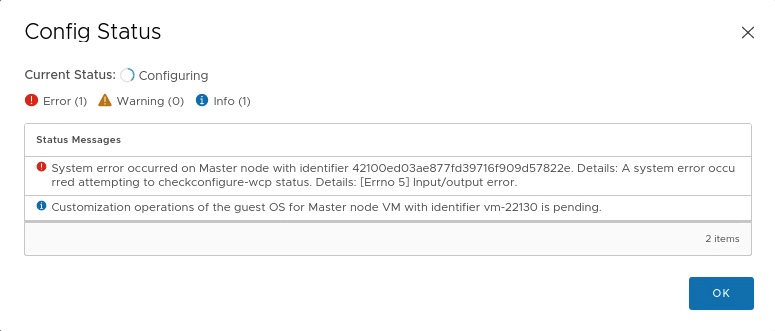 Config Status
Current Status: Configuring
Error (1) Warning (0) Info (1)
Status Messages
System error occurred on Master node with identifier 42100ed03ae877fd39716f909d57822e. Details: A system error occu
rred attempting to checkconfigure-wcp status. Details: [Errno 5] Input/output error.
Customization operations of the guest OS for Master node VM with identifier vm-22130 is pending.
2 items
OK